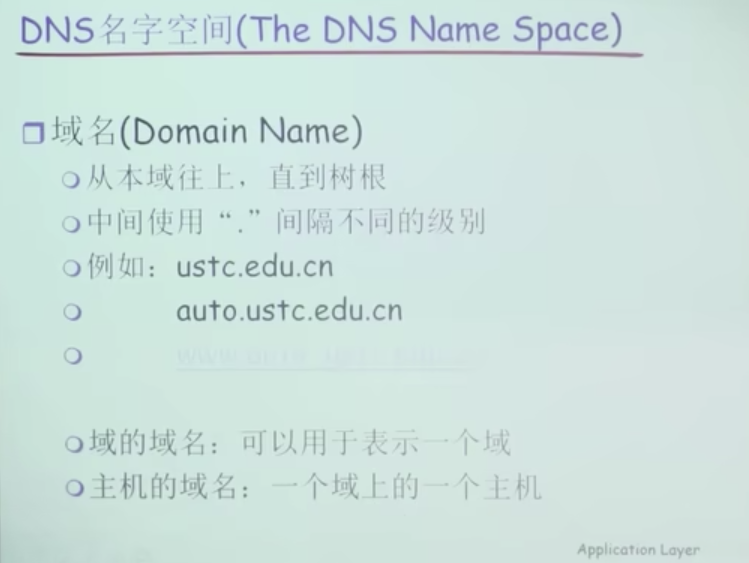 DNS名字空间(The DNS Name Space)
域名(Domain Name)
从本域往上，直到树根
中间使用“.”间隔不同的级别
例如：ustc.edu.cn
auto.ustc.edu.cn
域的域名：可以用于表示一个域
主机的域名：一个域上的一个主机
Application Layer